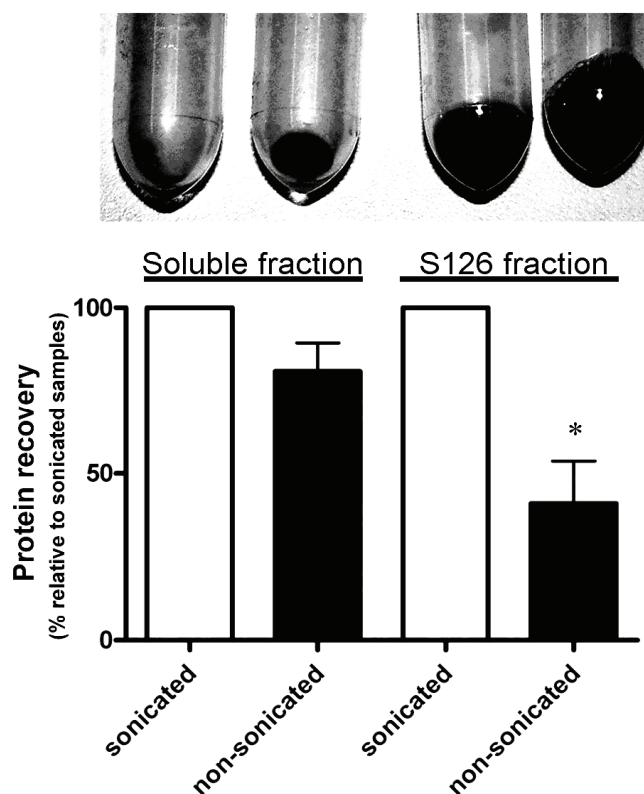 Soluble fraction
S126 fraction
Protein recovery
(% relative to sonicated samples)
100
50
0
sonicated
non-sonicated
sonicated
non-sonicated
*